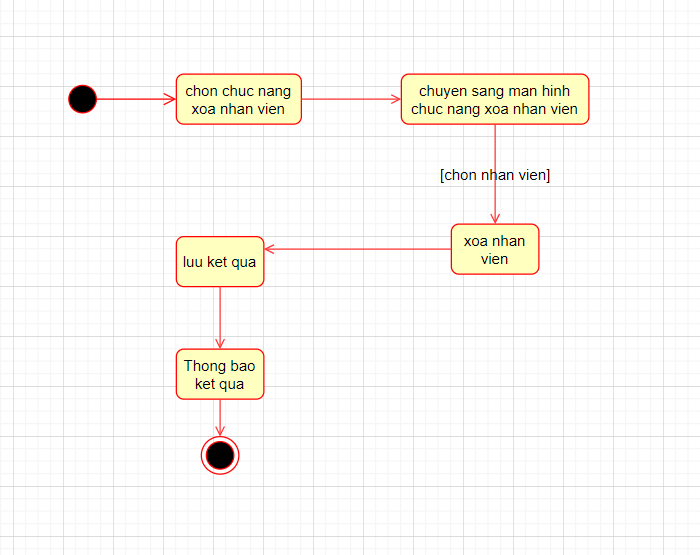 chon chuc nang
xoa nhan vien
chuyen sang man hinh
chuc nang xoa nhan vien
[chon nhan vien]
xoa nhan
vien
luu ket qua
Thong bao
ket qua